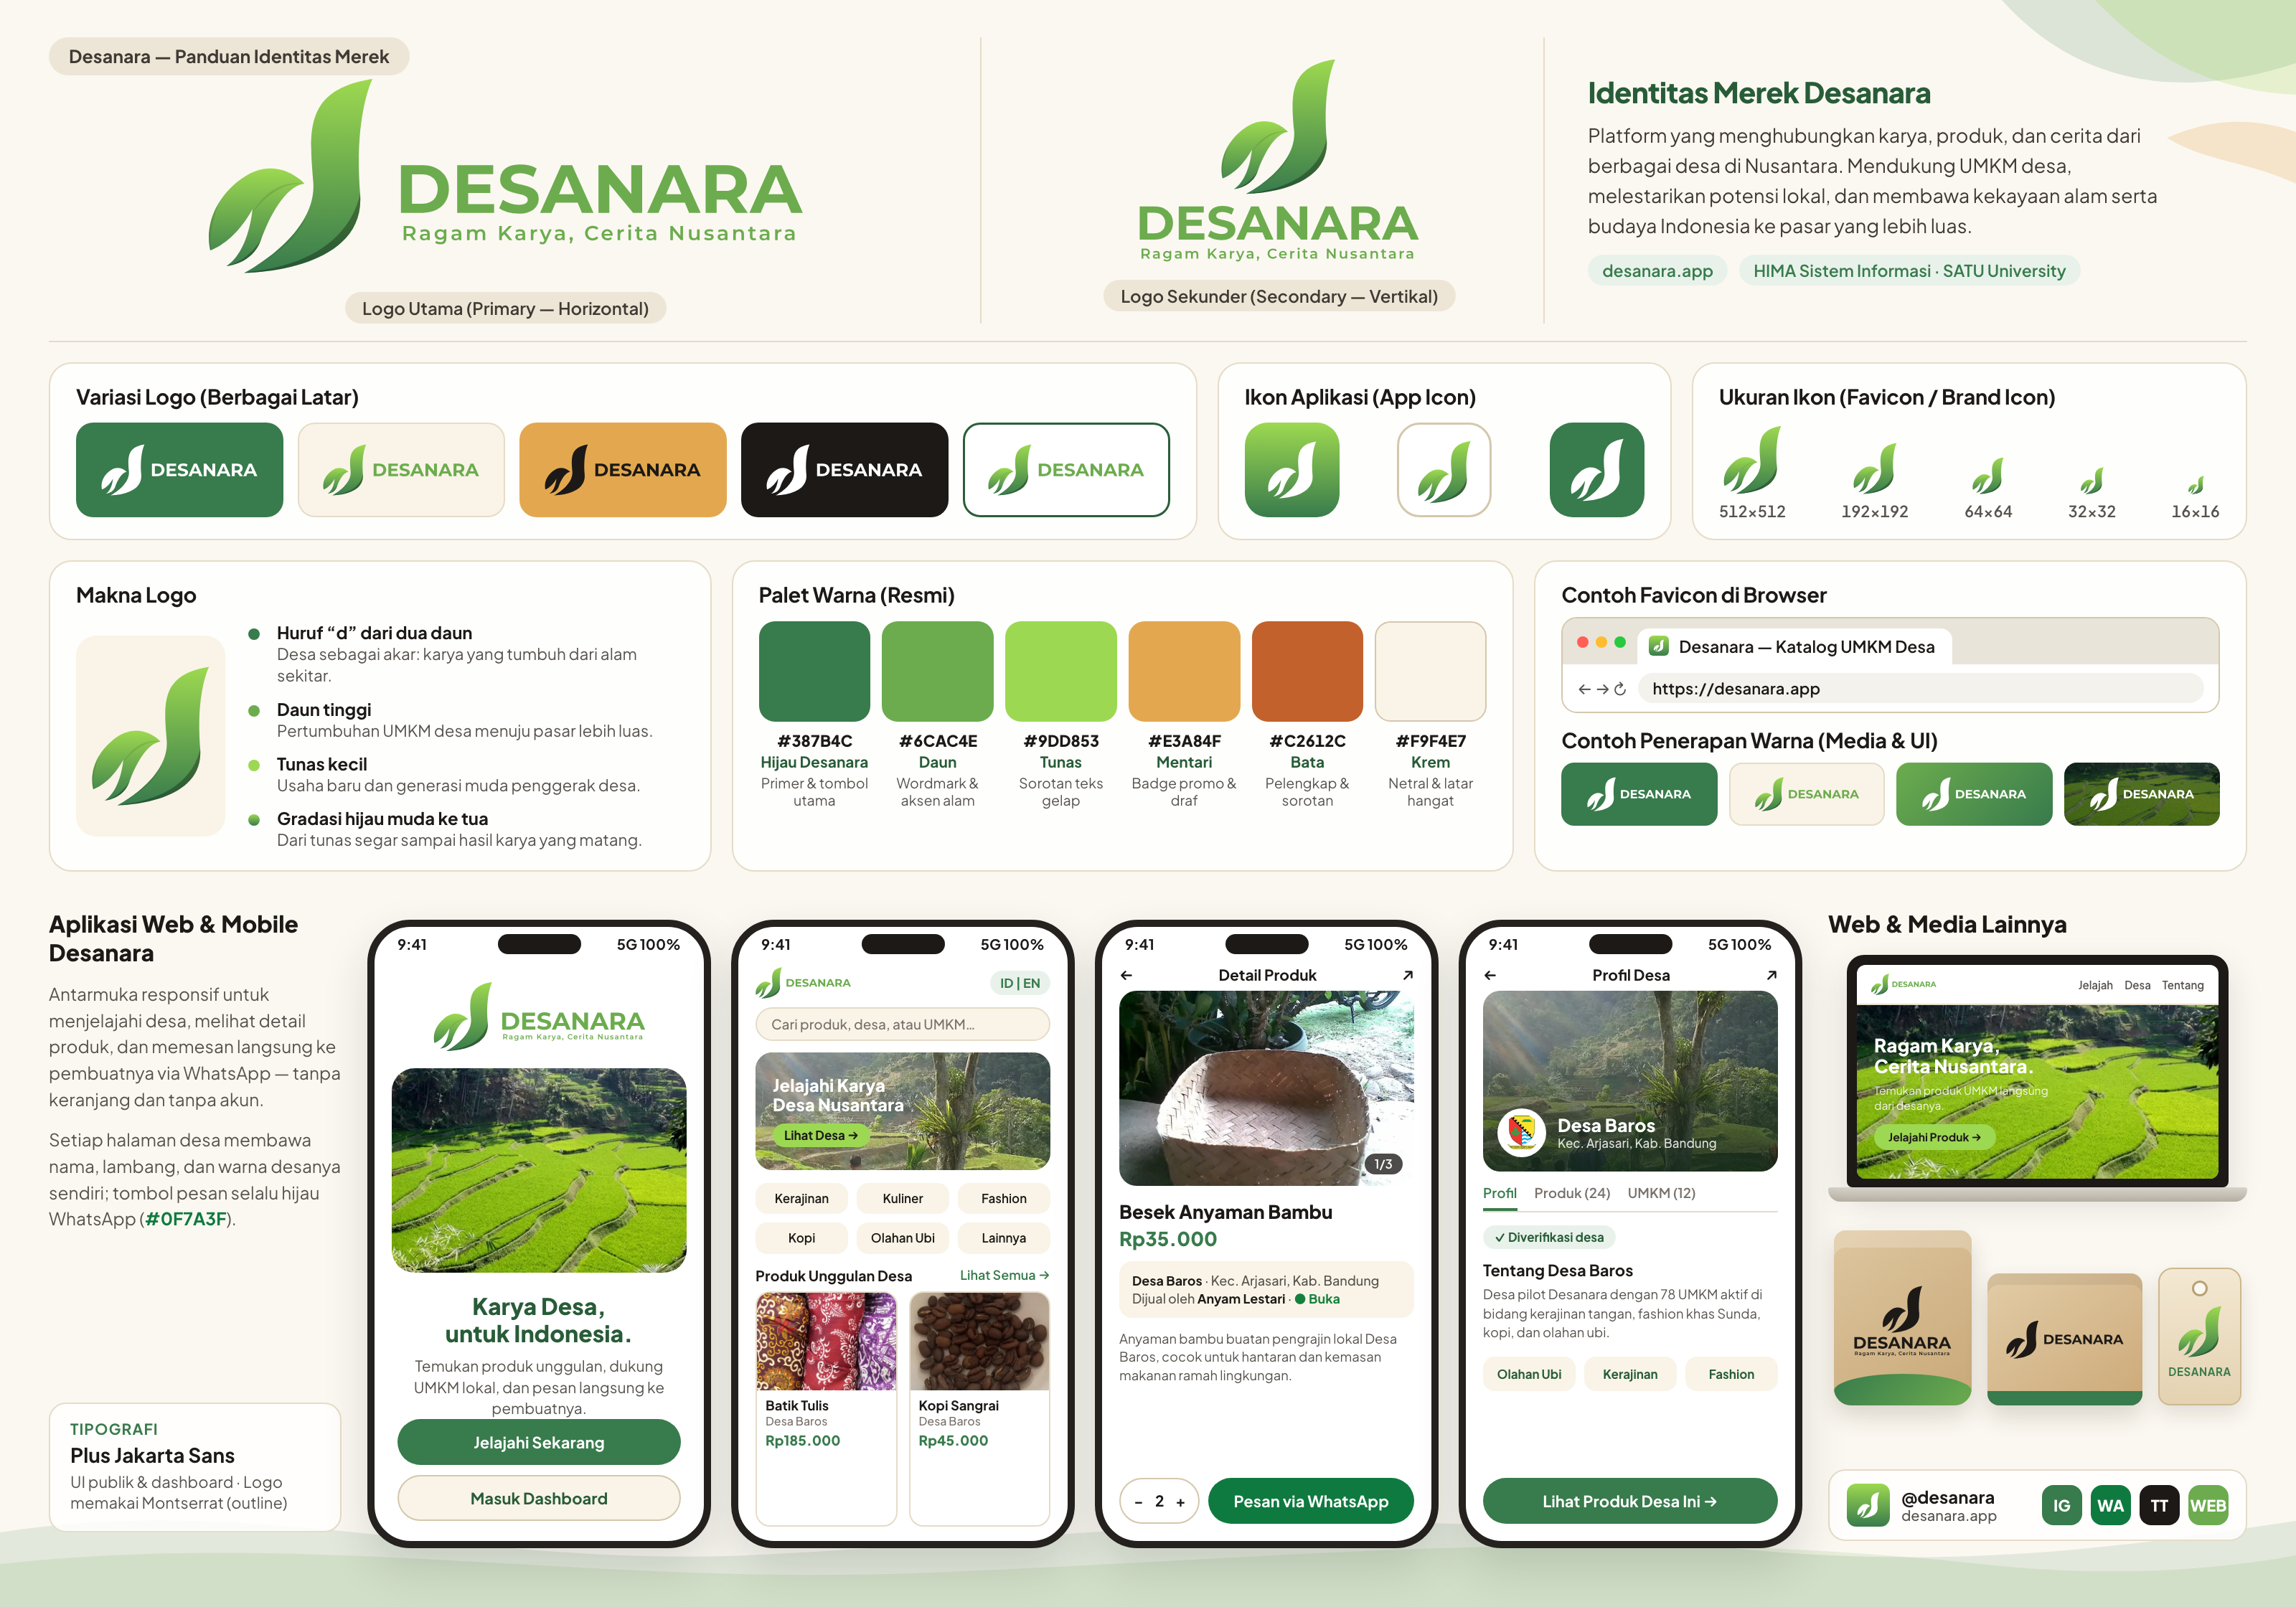 Desanara — Panduan Identitas Merek
DESANARA
Ragam Karya, Cerita Nusantara
Logo Utama (Primary — Horizontal)
DESANARA
Ragam Karya, Cerita Nusantara
Logo Sekunder (Secondary — Vertikal)
Identitas Merek Desanara
Platform yang menghubungkan karya, produk, dan cerita dari
berbagai desa di Nusantara. Mendukung UMKM desa,
melestarikan potensi lokal, dan membawa kekayaan alam serta
budaya Indonesia ke pasar yang lebih luas.
desanara.app
HIMA Sistem Informasi · SATU University
Variasi Logo (Berbagai Latar)
DESANARA
DESANARA
DESANARA
DESANARA
DESANARA
Ikon Aplikasi (App Icon)
Ukuran Ikon (Favicon / Brand Icon)
512×512
192×192
64×64
32×32
16×16
Makna Logo
Huruf “d” dari dua daun
Desa sebagai akar: karya yang tumbuh dari alam
sekitar.
Daun tinggi
Pertumbuhan UMKM desa menuju pasar lebih luas.
Tunas kecil
Usaha baru dan generasi muda penggerak desa.
Gradasi hijau muda ke tua
Dari tunas segar sampai hasil karya yang matang.
Palet Warna (Resmi)
#387B4C
Hijau Desanara
Primer & tombol
utama
#6CAC4E
Daun
Wordmark &
aksen alam
#9DD853
Tunas
Sorotan teks
gelap
#E3A84F
Mentari
Badge promo &
draf
#C2612C
Bata
Pelengkap &
sorotan
#F9F4E7
Krem
Netral & latar
hangat
Contoh Favicon di Browser
Desanara — Katalog UMKM Desa
← → ↻ https://desanara.app
Contoh Penerapan Warna (Media & UI)
DESANARA
DESANARA
DESANARA
DESANARA
Aplikasi Web & Mobile
Desanara
Antarmuka responsif untuk
menjelajahi desa, melihat detail
produk, dan memesan langsung ke
pembuatnya via WhatsApp — tanpa
keranjang dan tanpa akun.
Setiap halaman desa membawa
nama, lambang, dan warna desanya
sendiri; tombol pesan selalu hijau
WhatsApp (#0F7A3F).
TIPOGRAFI
Plus Jakarta Sans
UI publik & dashboard · Logo
memakai Montserrat (outline)
9:41 5G 100%
DESANARA
Ragam Karya, Cerita Nusantara
Karya Desa,
untuk Indonesia.
Temukan produk unggulan, dukung
UMKM lokal, dan pesan langsung ke
pembuatnya.
Jelajahi Sekarang
Masuk Dashboard
9:41 5G 100%
DESANARA
ID | EN
Cari produk, desa, atau UMKM…
Jelajahi Karya
Desa Nusantara
Lihat Desa →
Kerajinan Kuliner Fashion
Kopi Olahan Ubi Lainnya
Produk Unggulan Desa Lihat Semua →
Batik Tulis
Desa Baros
Rp185.000
Kopi Sangrai
Desa Baros
Rp45.000
9:41 5G 100%
← Detail Produk ↗
1/3
Besek Anyaman Bambu
Rp35.000
Desa Baros · Kec. Arjasari, Kab. Bandung
Dijual oleh Anyam Lestari · ● Buka
Anyaman bambu buatan pengrajin lokal Desa
Baros, cocok untuk hantaran dan kemasan
makanan ramah lingkungan.
− 2 +
Pesan via WhatsApp
9:41 5G 100%
← Profil Desa ↗
Desa Baros
Kec. Arjasari, Kab. Bandung
Profil Produk (24) UMKM (12)
✓ Diverifikasi desa
Tentang Desa Baros
Desa pilot Desanara dengan 78 UMKM aktif di
bidang kerajinan tangan, fashion khas Sunda,
kopi, dan olahan ubi.
Olahan Ubi Kerajinan Fashion
Lihat Produk Desa Ini →
Web & Media Lainnya
DESANARA
Jelajah Desa Tentang
Ragam Karya,
Cerita Nusantara.
Temukan produk UMKM langsung
dari desanya.
Jelajahi Produk →
DESANARA
Ragam Karya, Cerita Nusantara
DESANARA
DESANARA
@desanara
desanara.app
IG WA TT WEB